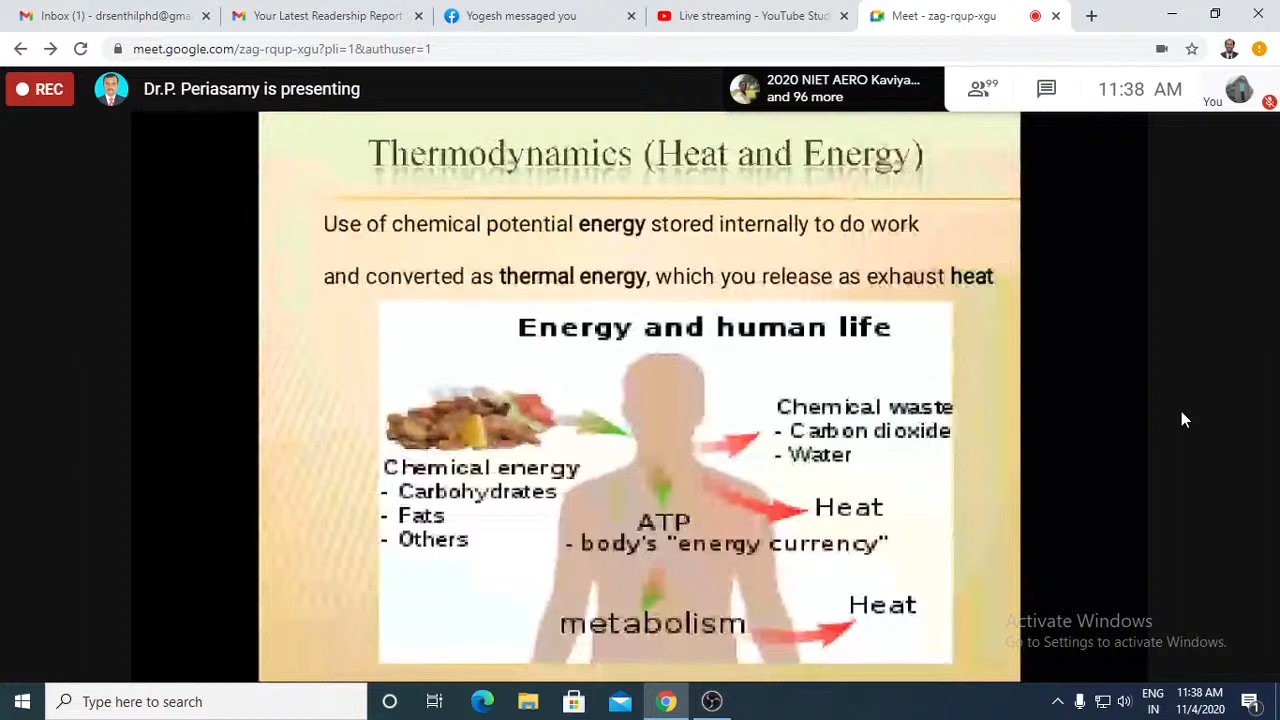 Inbox (1) - drsenthilphd@gma
Your Latest Readership Report
Yogesh messaged you
Live streaming - YouTube Stud
Meet - zag-rqup-xgu
meet.google.com/zag-rqup-xgu?pli=1&authuser=1
REC
Dr.P. Periasamy is presenting
2020 NIET AERO Kaviya...
and 96 more
99
11:38 AM
You
Thermodynamics (Heat and Energy)
Use of chemical potential energy stored internally to do work
and converted as thermal energy, which you release as exhaust heat
Energy and human life
Chemical waste
- Carbon dioxide
- Water
Chemical energy
- Carbohydrates
- Fats
- Others
Heat
ATP
- body's "energy currency"
Heat
metabolism
Activate Windows
Go to Settings to activate Windows.
Type here to search
ENG
IN
11:38 AM
11/4/2020
1